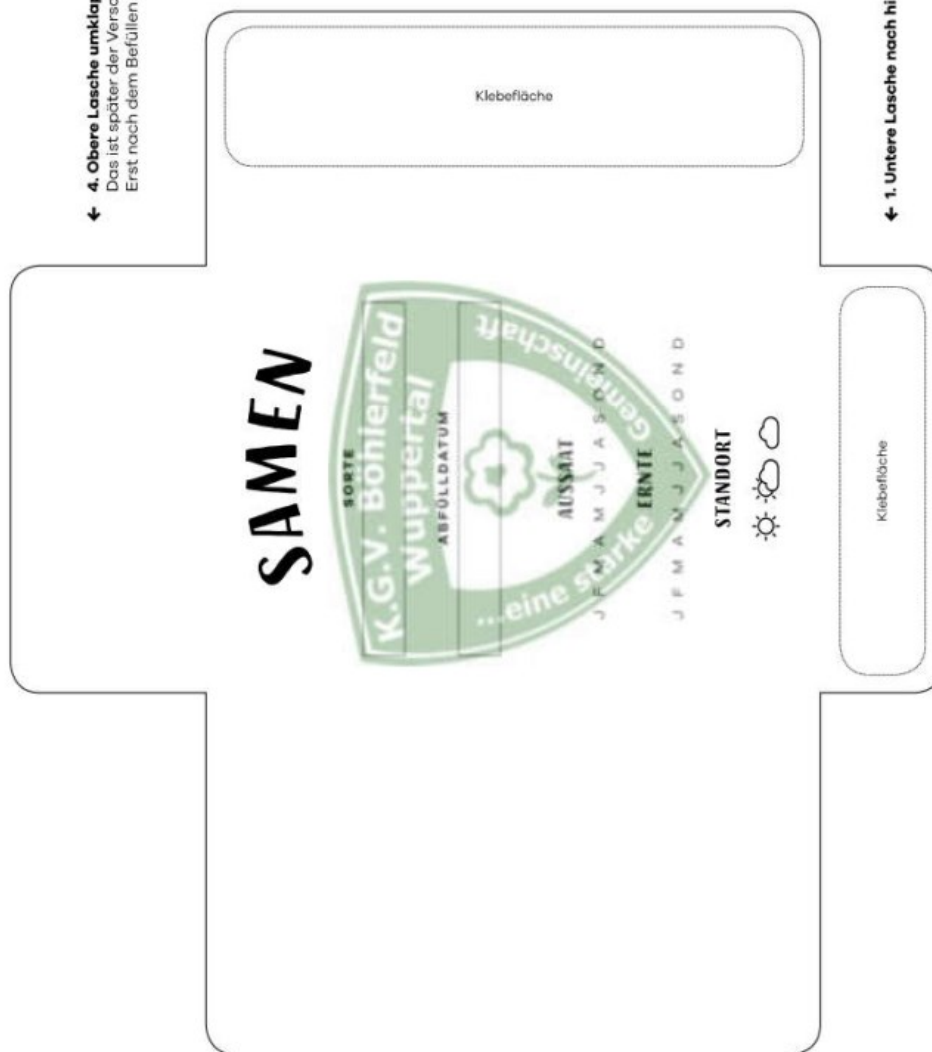 ← 4. Obere Lasche umklap
Das ist später der Versc
Erst nach dem Befüllen
Klebefläche
← 1. Untere Lasche nach hi
SAMEN
SORTE
K.G.V. Böhlerfeld
Wuppertal
ABFÜLLDATUM
AUSSAAT
J F M A M J J A S O N D
ERNTE
J F M A M J J A S O N D
...eine starke Gemeinschaft
STANDORT
Klebefläche